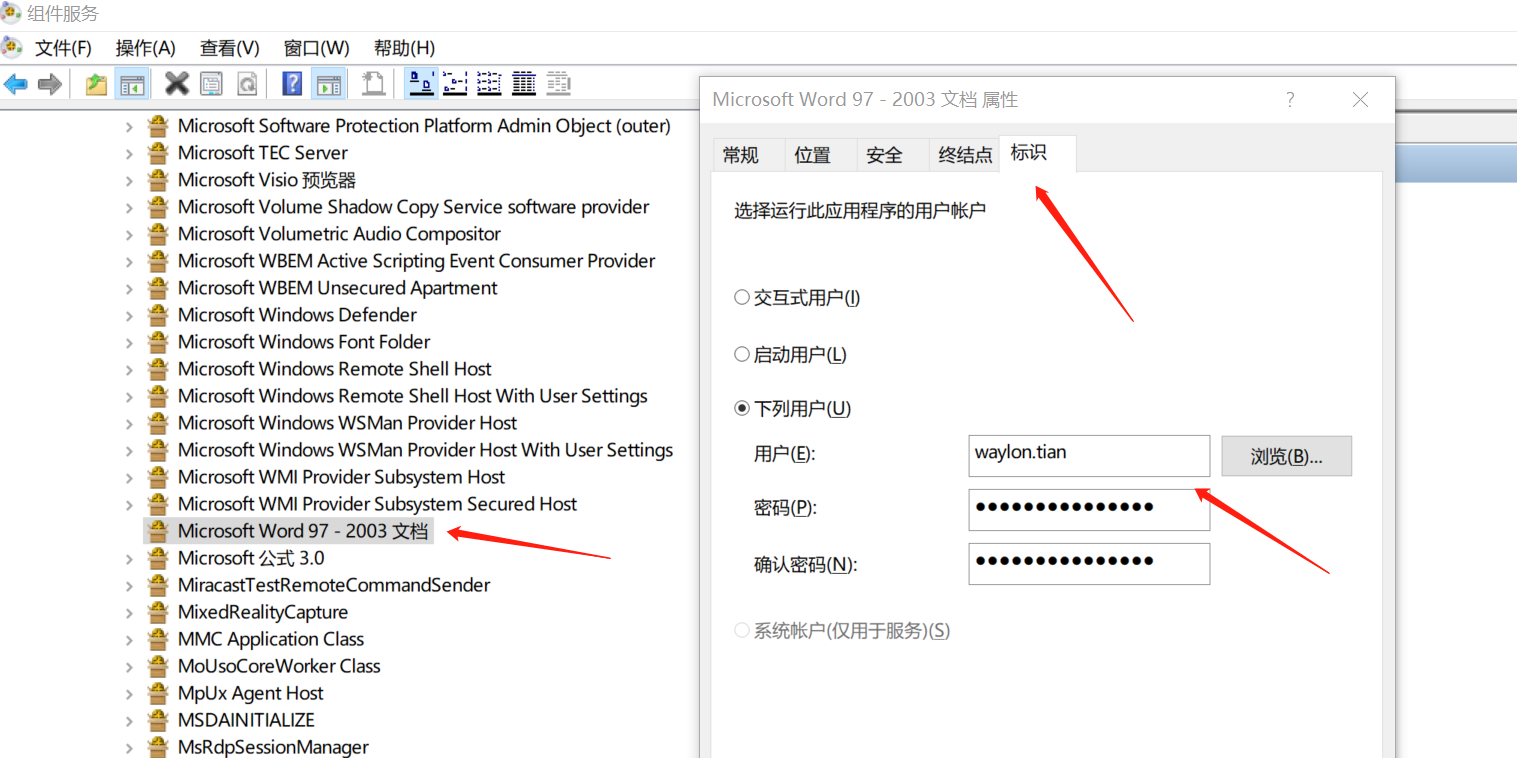 组件服务
文件(F) 操作(A) 查看(V) 窗口(W) 帮助(H)
Microsoft Software Protection Platform Admin Object (outer)
Microsoft TEC Server
Microsoft Visio 预览器
Microsoft Volume Shadow Copy Service software provider
Microsoft Volumetric Audio Compositor
Microsoft WBEM Active Scripting Event Consumer Provider
Microsoft WBEM Unsecured Apartment
Microsoft Windows Defender
Microsoft Windows Font Folder
Microsoft Windows Remote Shell Host
Microsoft Windows Remote Shell Host With User Settings
Microsoft Windows WSMan Provider Host
Microsoft Windows WSMan Provider Host With User Settings
Microsoft WMI Provider Subsystem Host
Microsoft WMI Provider Subsystem Secured Host
Microsoft Word 97 - 2003 文档
Microsoft 公式 3.0
MiracastTestRemoteCommandSender
MixedRealityCapture
MMC Application Class
MoUsoCoreWorker Class
MpUx Agent Host
MSDAINITIALIZE
MsRdpSessionManager
Microsoft Word 97 - 2003 文档 属性
常规 位置 安全 终结点 标识
选择运行此应用程序的用户帐户
交互式用户(I)
启动用户(L)
下列用户(U)
用户(E): waylon.tian 浏览(B)...
密码(P): ●●●●●●●●●●●●●●●
确认密码(N): ●●●●●●●●●●●●●●●
系统帐户(仅用于服务)(S)